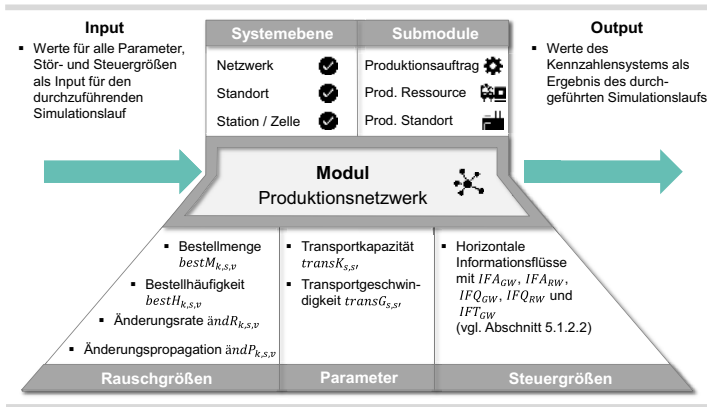 Input
▪ Werte für alle Parameter,
Stör- und Steuergrößen
als Input für den
durchzuführenden
Simulationslauf
Systemebene
Submodule
Netzwerk
Standort
Station / Zelle
Produktionsauftrag
Prod. Ressource
Prod. Standort
Output
▪ Werte des
Kennzahlensystems als
Ergebnis des durch-
geführten Simulationslaufs
Modul
Produktionsnetzwerk
▪ Bestellmenge
bestM_{k,s,v}
▪ Bestellhäufigkeit
bestH_{k,s,v}
▪ Änderungsrate ändR_{k,s,v}
▪ Änderungspropagation ändP_{k,s,v}
▪ Transportkapazität
transK_{s,s'}
▪ Transportgeschwin-
digkeit transG_{s,s'}
▪ Horizontale
Informationsflüsse
mit IFA_{GW}, IFA_{RW},
IFQ_{GW}, IFQ_{RW} und
IFT_{GW}
(vgl. Abschnitt 5.1.2.2)
Rauschgrößen
Parameter
Steuergrößen